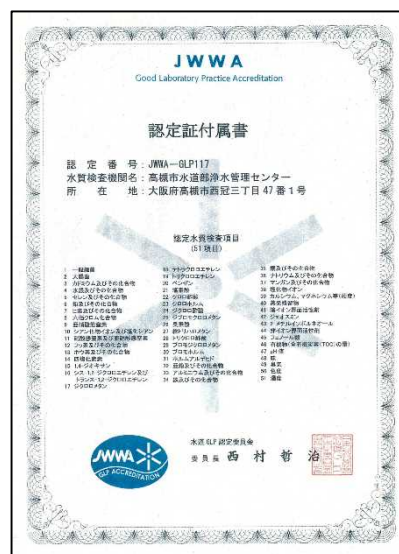 JWWA
Good Laboratory Practice Accreditation
認定証付属書
認 定 番 号：JWWA-GLP117
水質検査機関名：高槻市水道部浄水管理センター
所 在 地：大阪府高槻市西冠三丁目47番1号
認定水質検査項目
(51項目)
1 一般細菌
2 大腸菌
3 カドミウム及びその化合物
4 水銀及びその化合物
5 セレン及びその化合物
6 鉛及びその化合物
7 ヒ素及びその化合物
8 六価クロム化合物
9 亜硝酸態窒素
10 シアン化物イオン及び塩化シアン
11 硝酸態窒素及び亜硝酸態窒素
12 フッ素及びその化合物
13 ホウ素及びその化合物
14 四塩化炭素
15 1,4-ジオキサン
16 シス-1,2-ジクロロエチレン及び
トランス-1,2-ジクロロエチレン
17 ジクロロメタン
18 テトラクロロエチレン
19 トリクロロエチレン
20 ベンゼン
21 塩素酸
22 クロロ酢酸
23 クロロホルム
24 ジクロロ酢酸
25 ジブロモクロロメタン
26 臭素酸
27 総トリハロメタン
28 トリクロロ酢酸
29 ブロモジクロロメタン
30 ブロモホルム
31 ホルムアルデヒド
32 亜鉛及びその化合物
33 アルミニウム及びその化合物
34 鉄及びその化合物
35 銅及びその化合物
36 ナトリウム及びその化合物
37 マンガン及びその化合物
38 塩化物イオン
39 カルシウム、マグネシウム等(硬度)
40 蒸発残留物
41 陰イオン界面活性剤
42 ジェオスミン
43 2-メチルイソボルネオール
44 非イオン界面活性剤
45 フェノール類
46 有機物(全有機炭素(TOC)の量)
47 pH値
48 味
49 臭気
50 色度
51 濁度
水道GLP認定委員会
委員長 西村哲治
JWWA
GLP ACCREDITATION